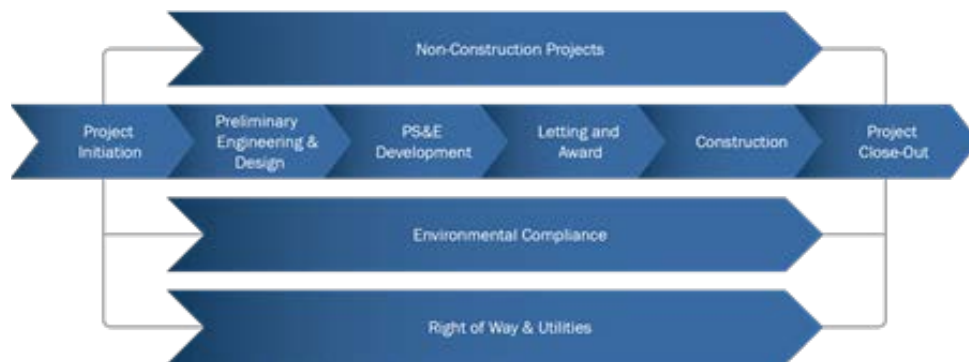 Non-Construction Projects
Project
Initiation
Preliminary
Engineering &
Design
PS&E
Development
Letting and
Award
Construction
Project
Close-Out
Environmental Compliance
Right of Way & Utilities